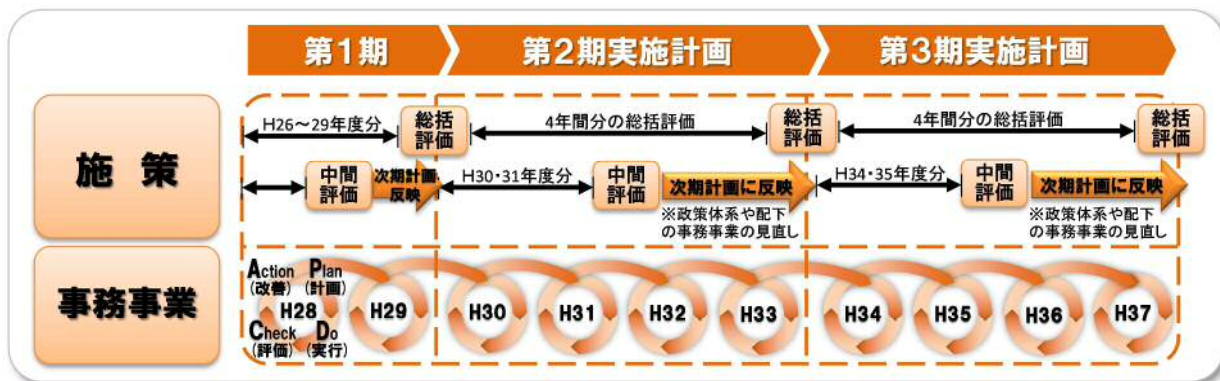 第1期
第2期実施計画
第3期実施計画
施 策
H26～29年度分
総括
評価
4年間分の総括評価
総括
評価
4年間分の総括評価
総括
評価
中間
評価
次期計画
反映
H30・31年度分
中間
評価
次期計画に反映
※政策体系や配下
の事務事業の見直し
H34・35年度分
中間
評価
次期計画に反映
※政策体系や配下
の事務事業の見直し
事務事業
Action Plan
(改善) (計画)
H28
H29
H30
H31
H32
H33
H34
H35
H36
H37
Check Do
(評価) (実行)